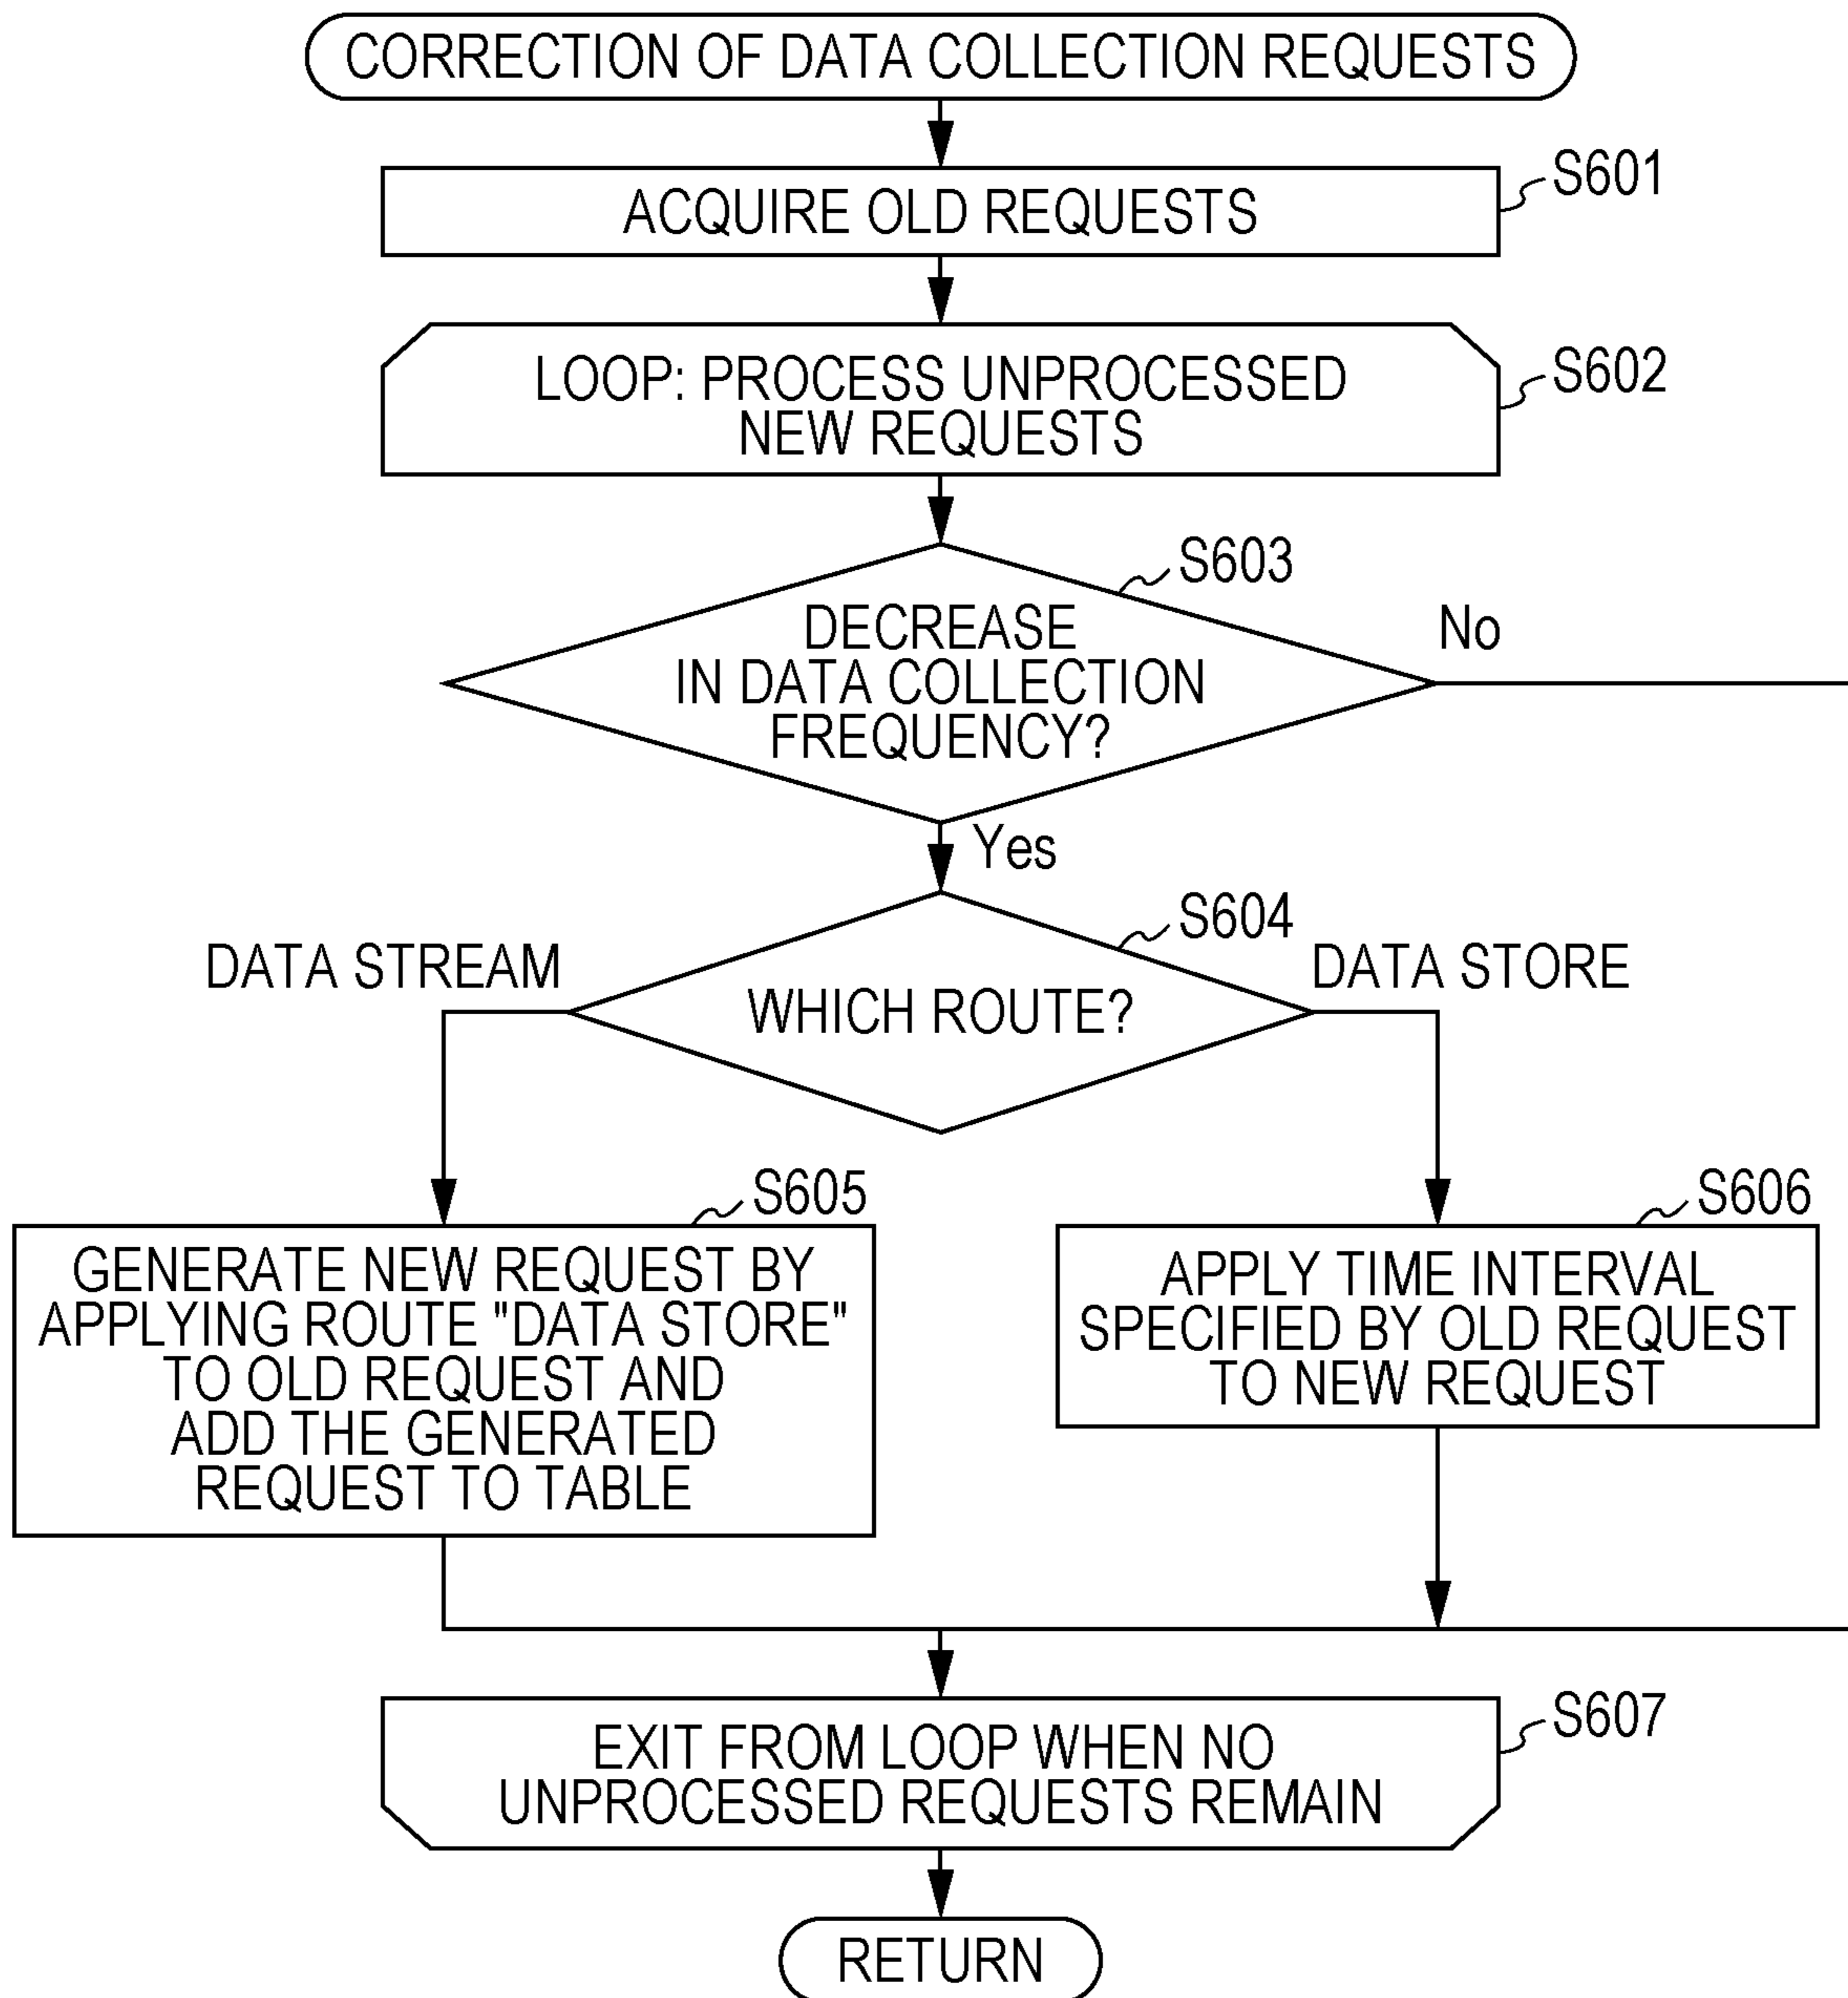 CORRECTION OF DATA COLLECTION REQUESTS
S601
ACQUIRE OLD REQUESTS
S602
LOOP: PROCESS UNPROCESSED
NEW REQUESTS
S603
DECREASE
IN DATA COLLECTION
FREQUENCY?
No
Yes
S604
DATA STREAM
DATA STORE
WHICH ROUTE?
S605
GENERATE NEW REQUEST BY
APPLYING ROUTE "DATA STORE"
TO OLD REQUEST AND
ADD THE GENERATED
REQUEST TO TABLE
S606
APPLY TIME INTERVAL
SPECIFIED BY OLD REQUEST
TO NEW REQUEST
S607
EXIT FROM LOOP WHEN NO
UNPROCESSED REQUESTS REMAIN
RETURN